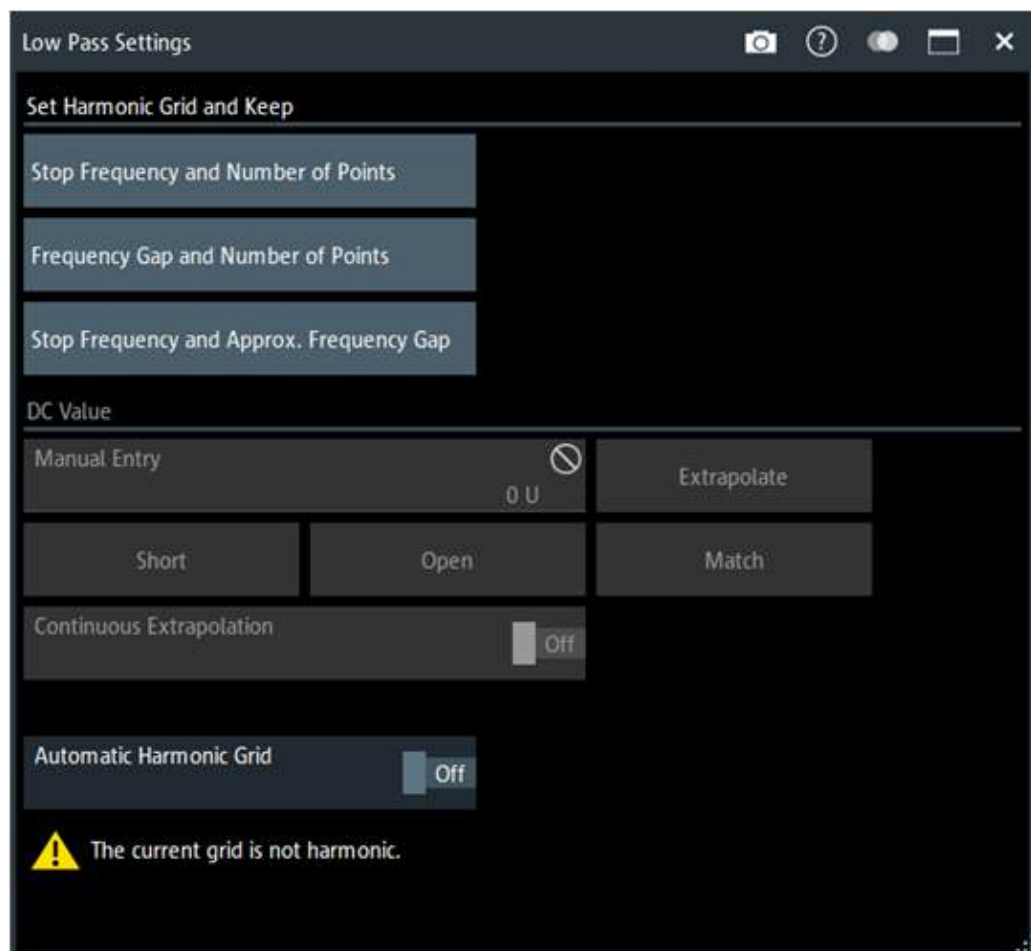 Low Pass Settings
Set Harmonic Grid and Keep
Stop Frequency and Number of Points
Frequency Gap and Number of Points
Stop Frequency and Approx. Frequency Gap
DC Value
Manual Entry
0 U
Extrapolate
Short
Open
Match
Continuous Extrapolation
Off
Automatic Harmonic Grid
Off
The current grid is not harmonic.